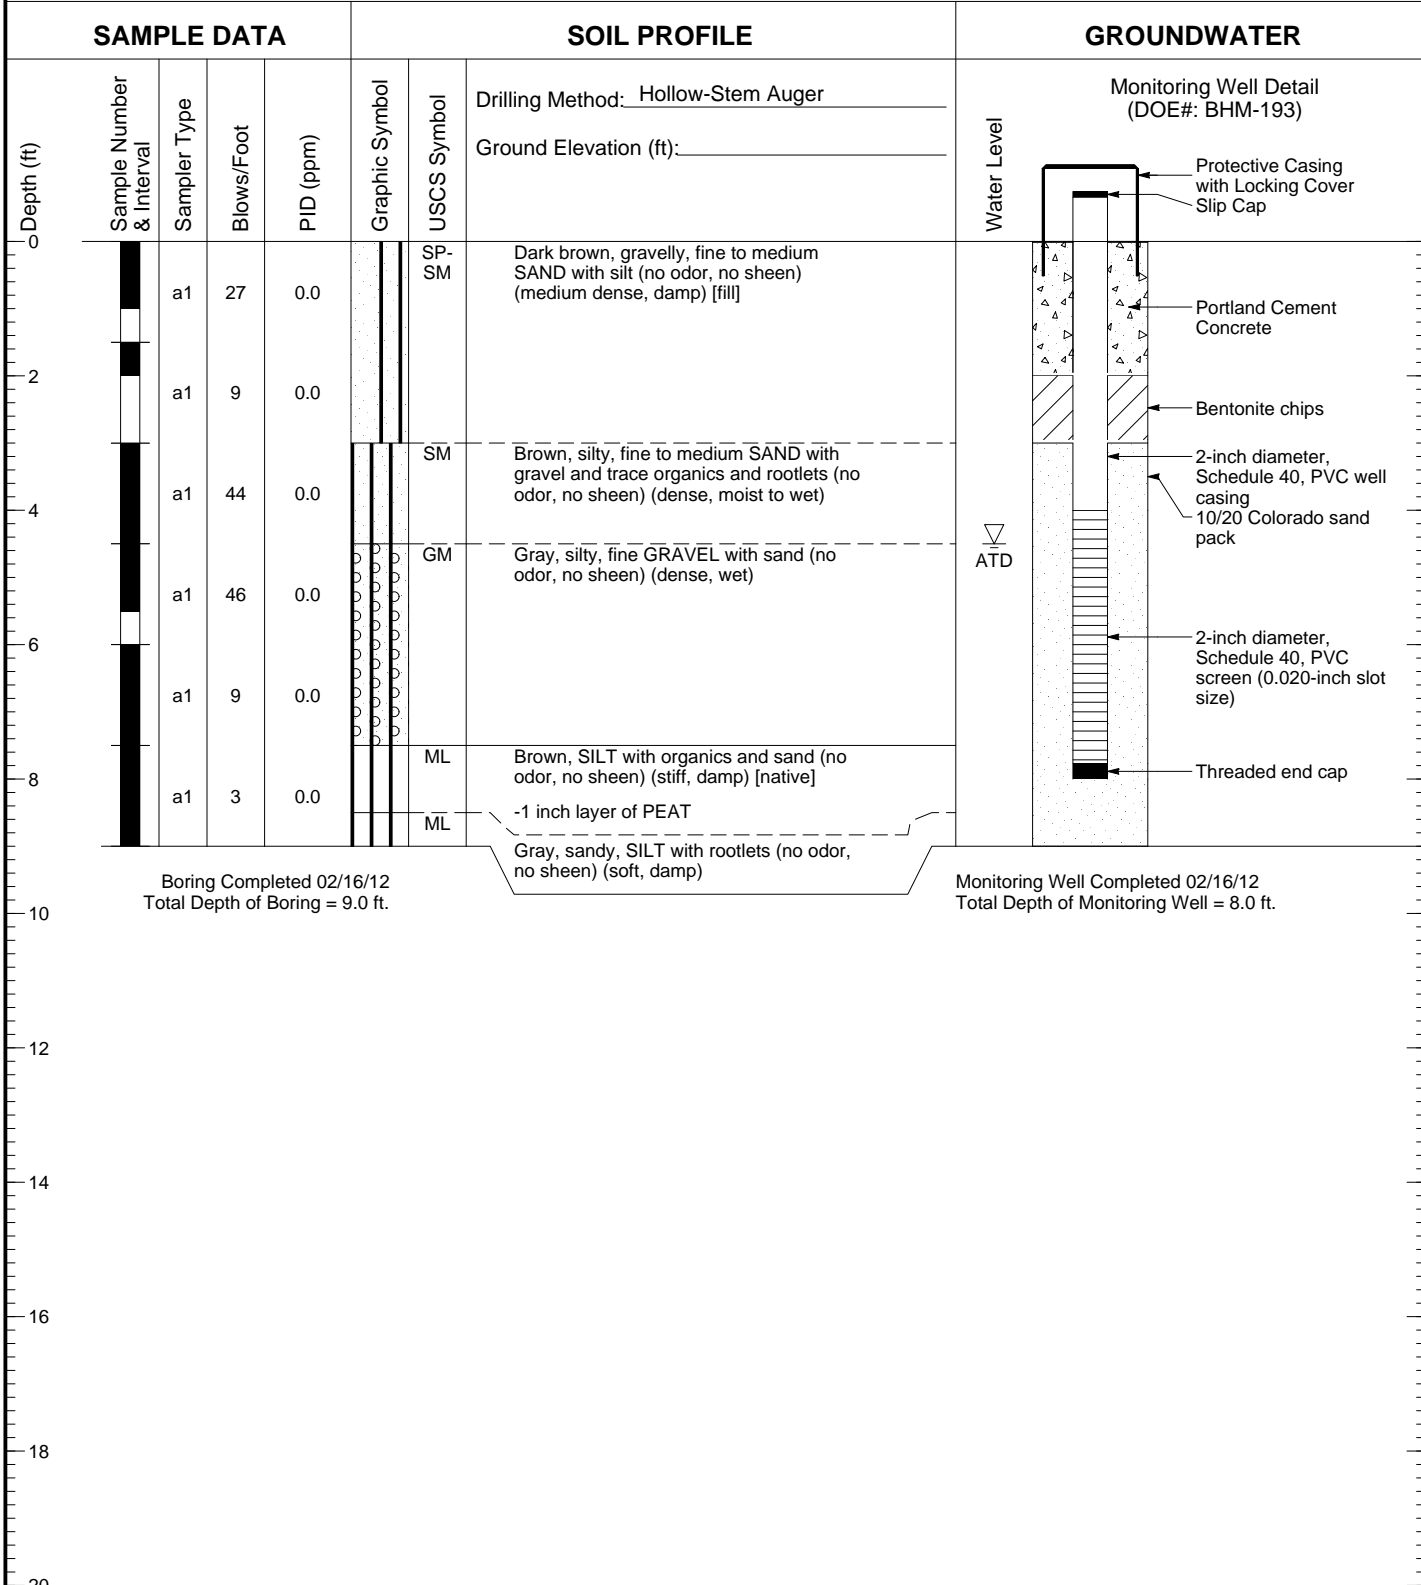 SAMPLE DATA
SOIL PROFILE
GROUNDWATER
Depth (ft)
Sample Number
& Interval
Sampler Type
Blows/Foot
PID (ppm)
Graphic Symbol
USCS Symbol
Drilling Method: Hollow-Stem Auger
Ground Elevation (ft):
Water Level
Monitoring Well Detail
(DOE#: BHM-193)
Protective Casing
with Locking Cover
Slip Cap
0
a1 27 0.0
SP-
SM
Dark brown, gravelly, fine to medium
SAND with silt (no odor, no sheen)
(medium dense, damp) [fill]
Portland Cement
Concrete
2
a1 9 0.0
Bentonite chips
a1 44 0.0
SM
Brown, silty, fine to medium SAND with
gravel and trace organics and rootlets (no
odor, no sheen) (dense, moist to wet)
2-inch diameter,
Schedule 40, PVC well
casing
10/20 Colorado sand
pack
4
ATD
a1 46 0.0
GM
Gray, silty, fine GRAVEL with sand (no
odor, no sheen) (dense, wet)
6
2-inch diameter,
Schedule 40, PVC
screen (0.020-inch slot
size)
a1 9 0.0
8
ML
Brown, SILT with organics and sand (no
odor, no sheen) (stiff, damp) [native]
Threaded end cap
a1 3 0.0
-1 inch layer of PEAT
ML
Gray, sandy, SILT with rootlets (no odor,
no sheen) (soft, damp)
Boring Completed 02/16/12
Total Depth of Boring = 9.0 ft.
Monitoring Well Completed 02/16/12
Total Depth of Monitoring Well = 8.0 ft.
10
12
14
16
18
20